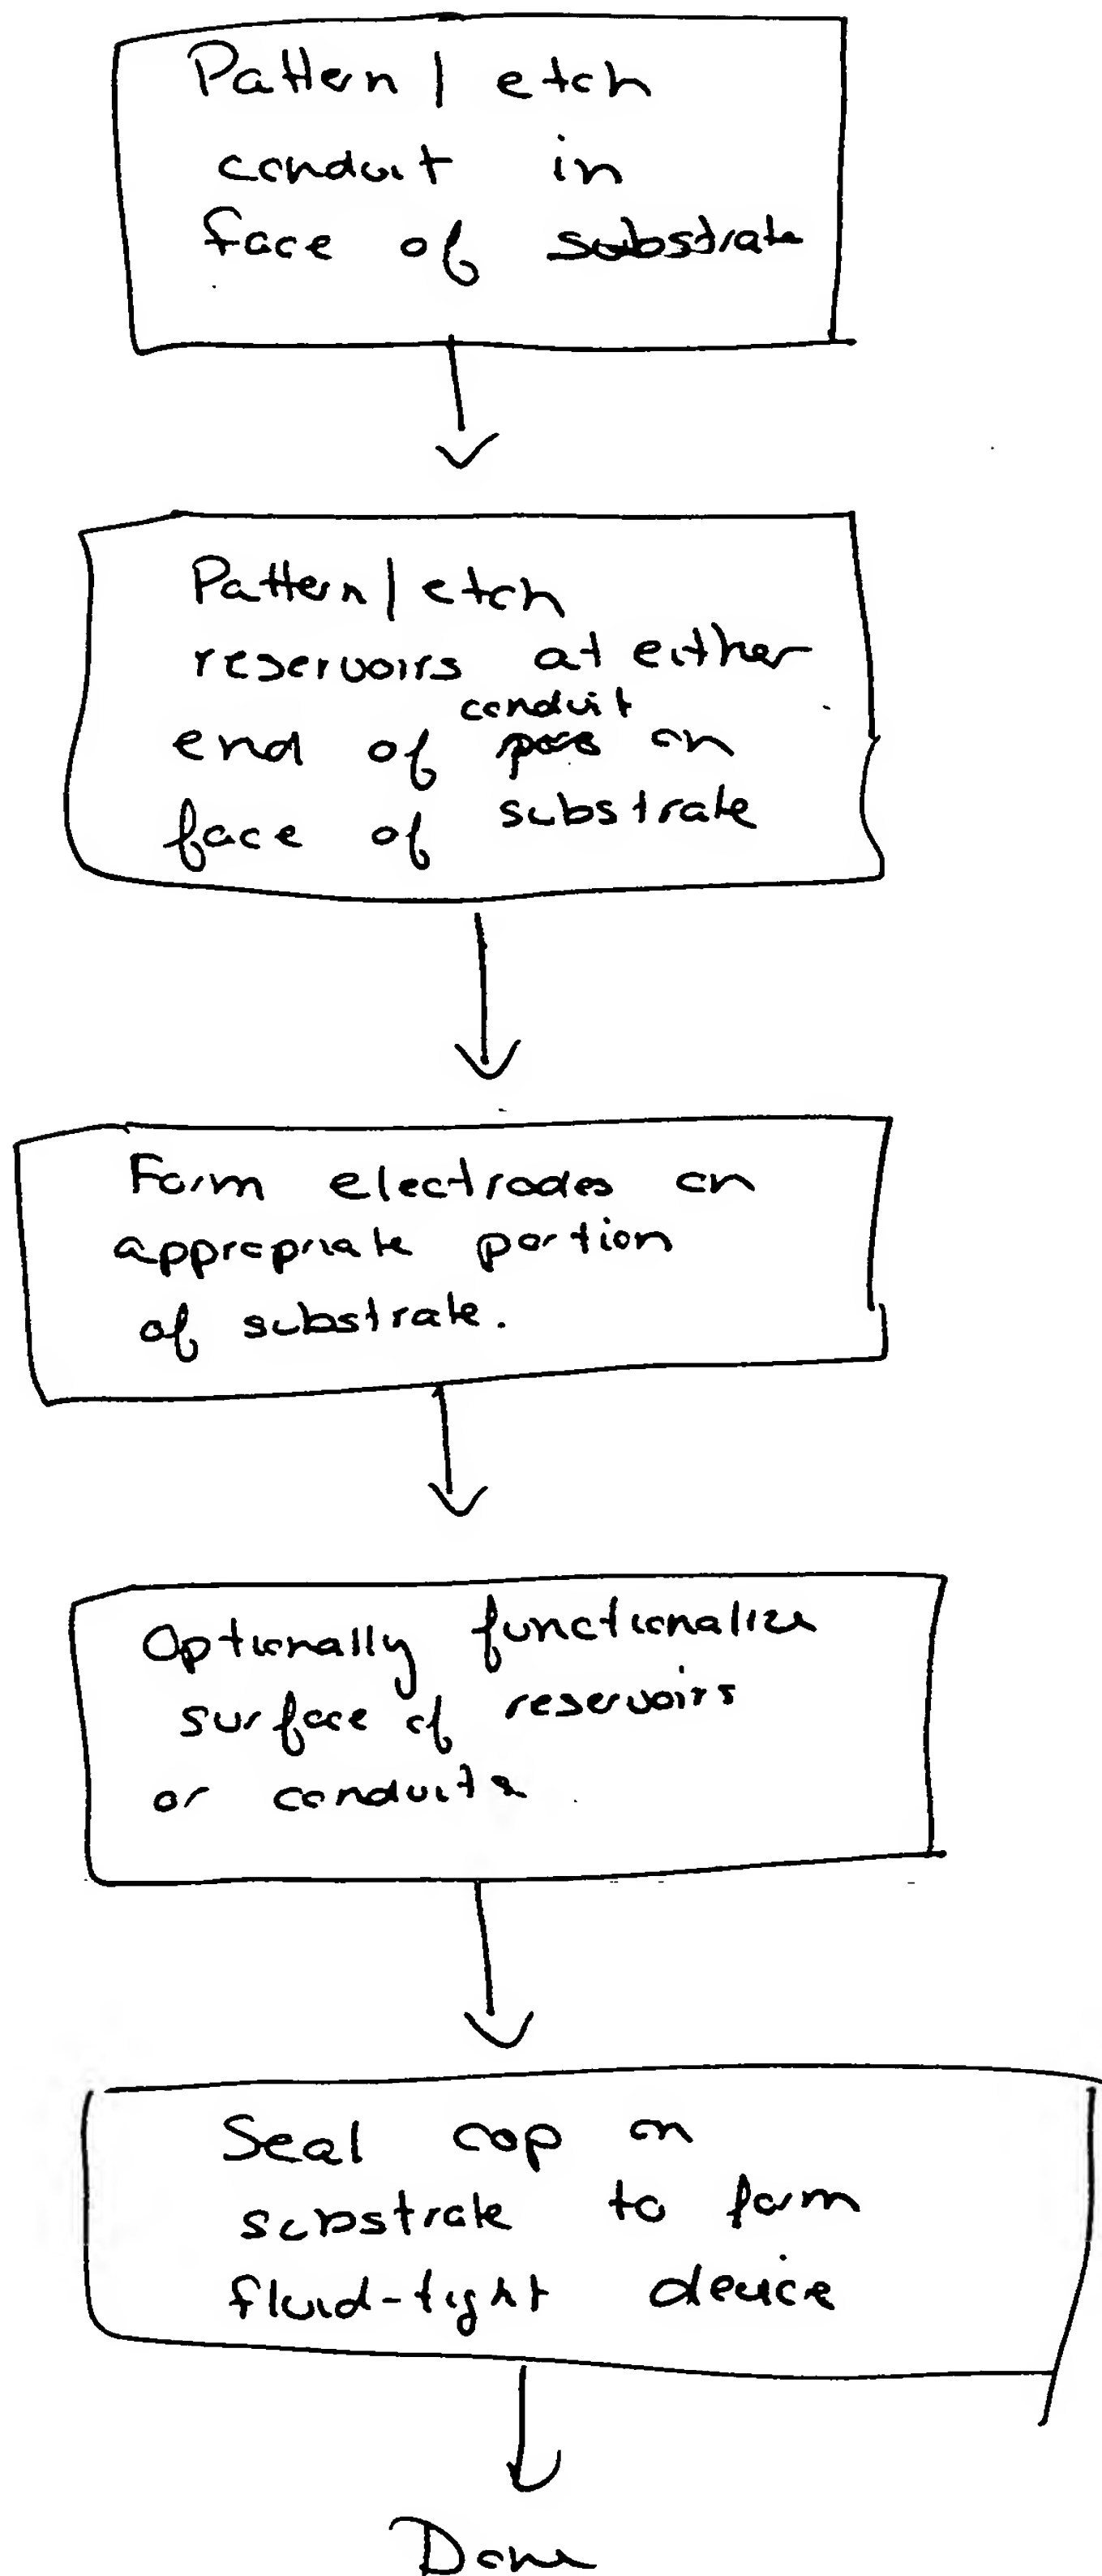 Pattern / etch
conduit in
face of substrate
Pattern / etch
reservoirs at either
conduit
end of on
face of substrate
Form electrodes on
appropriate portion
of substrate.
Optionally functionalize
surface of reservoirs
or conduits
Seal cap on
substrate to form
fluid-tight device
Done